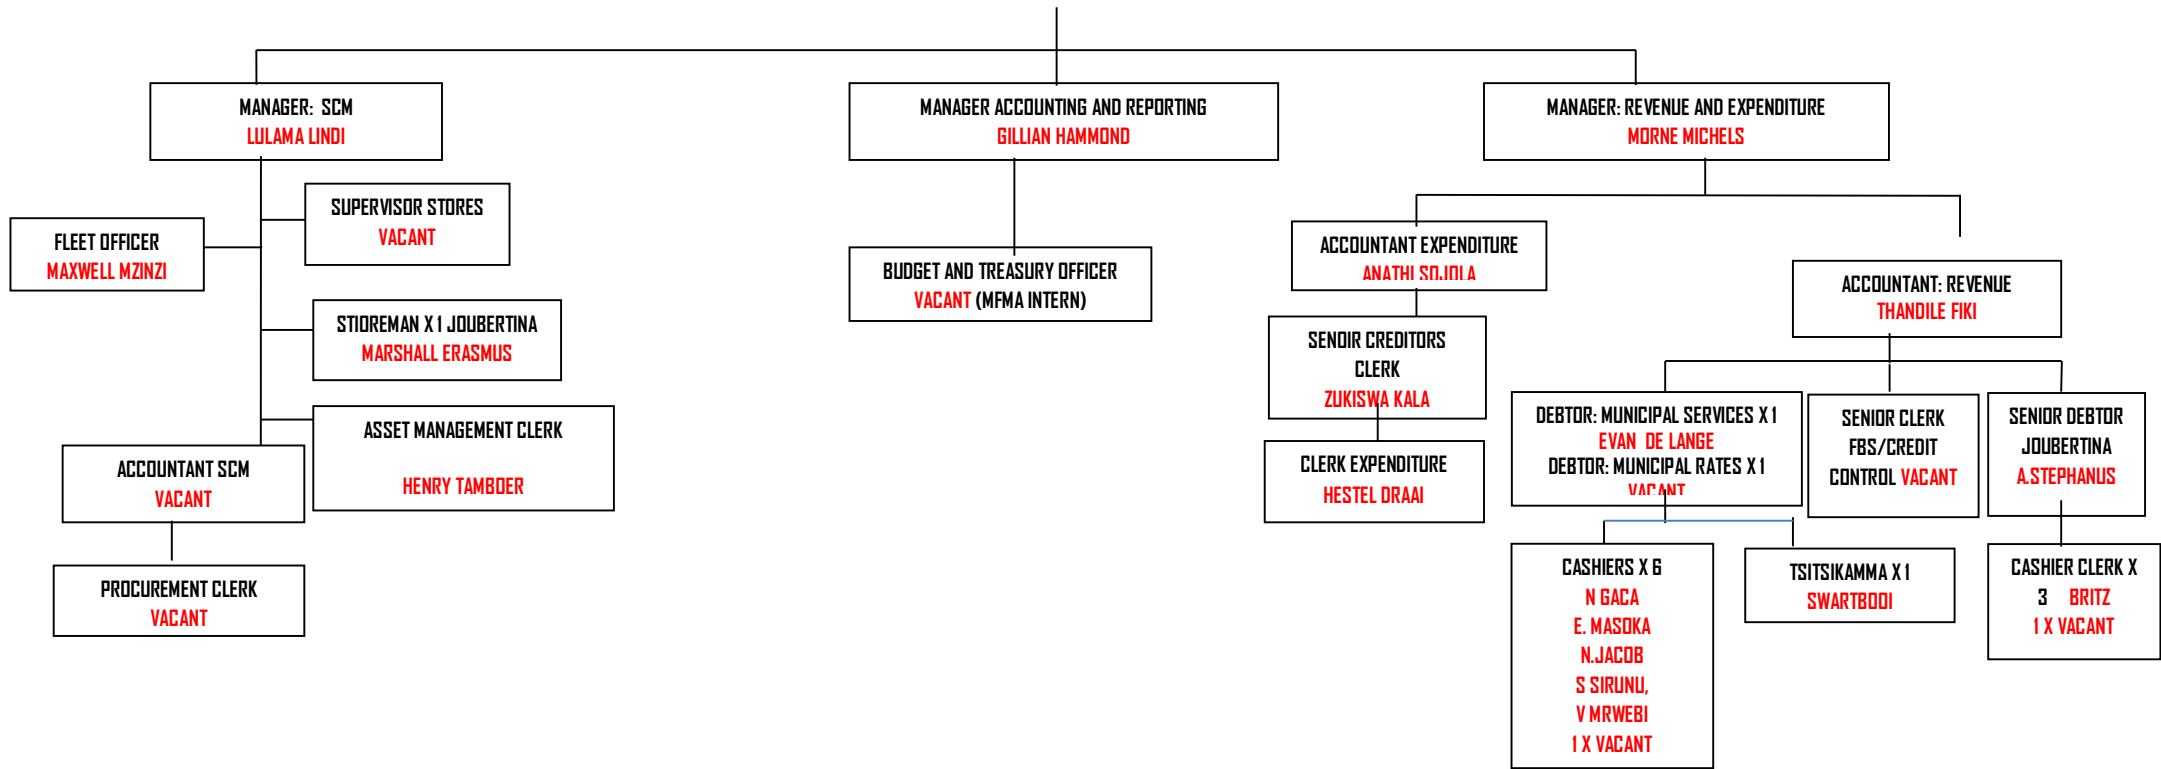 MANAGER: SCM
LULAMA LINDI
MANAGER ACCOUNTING AND REPORTING
GILLIAN HAMMOND
MANAGER: REVENUE AND EXPENDITURE
MORNE MICHELS
SUPERVISOR STORES
VACANT
FLEET OFFICER
MAXWELL MZINZI
STIOREMAN X 1 JOUBERTINA
MARSHALL ERASMUS
ASSET MANAGEMENT CLERK
HENRY TAMBOER
ACCOUNTANT SCM
VACANT
PROCUREMENT CLERK
VACANT
BUDGET AND TREASURY OFFICER
VACANT (MFMA INTERN)
ACCOUNTANT EXPENDITURE
ANATHI SOJOLA
SENOIR CREDITORS
CLERK
ZUKISWA KALA
CLERK EXPENDITURE
HESTEL DRAAI
ACCOUNTANT: REVENUE
THANDILE FIKI
DEBTOR: MUNICIPAL SERVICES X 1
EVAN DE LANGE
DEBTOR: MUNICIPAL RATES X 1
VACANT
SENIOR CLERK
FBS/CREDIT
CONTROL VACANT
SENIOR DEBTOR
JOUBERTINA
A.STEPHANUS
CASHIERS X 6
N GACA
E. MASOKA
N.JACOB
S SIRUNU,
V MRWEBI
1 X VACANT
TSITSIKAMMA X 1
SWARTBOOI
CASHIER CLERK X
3 BRITZ
1 X VACANT